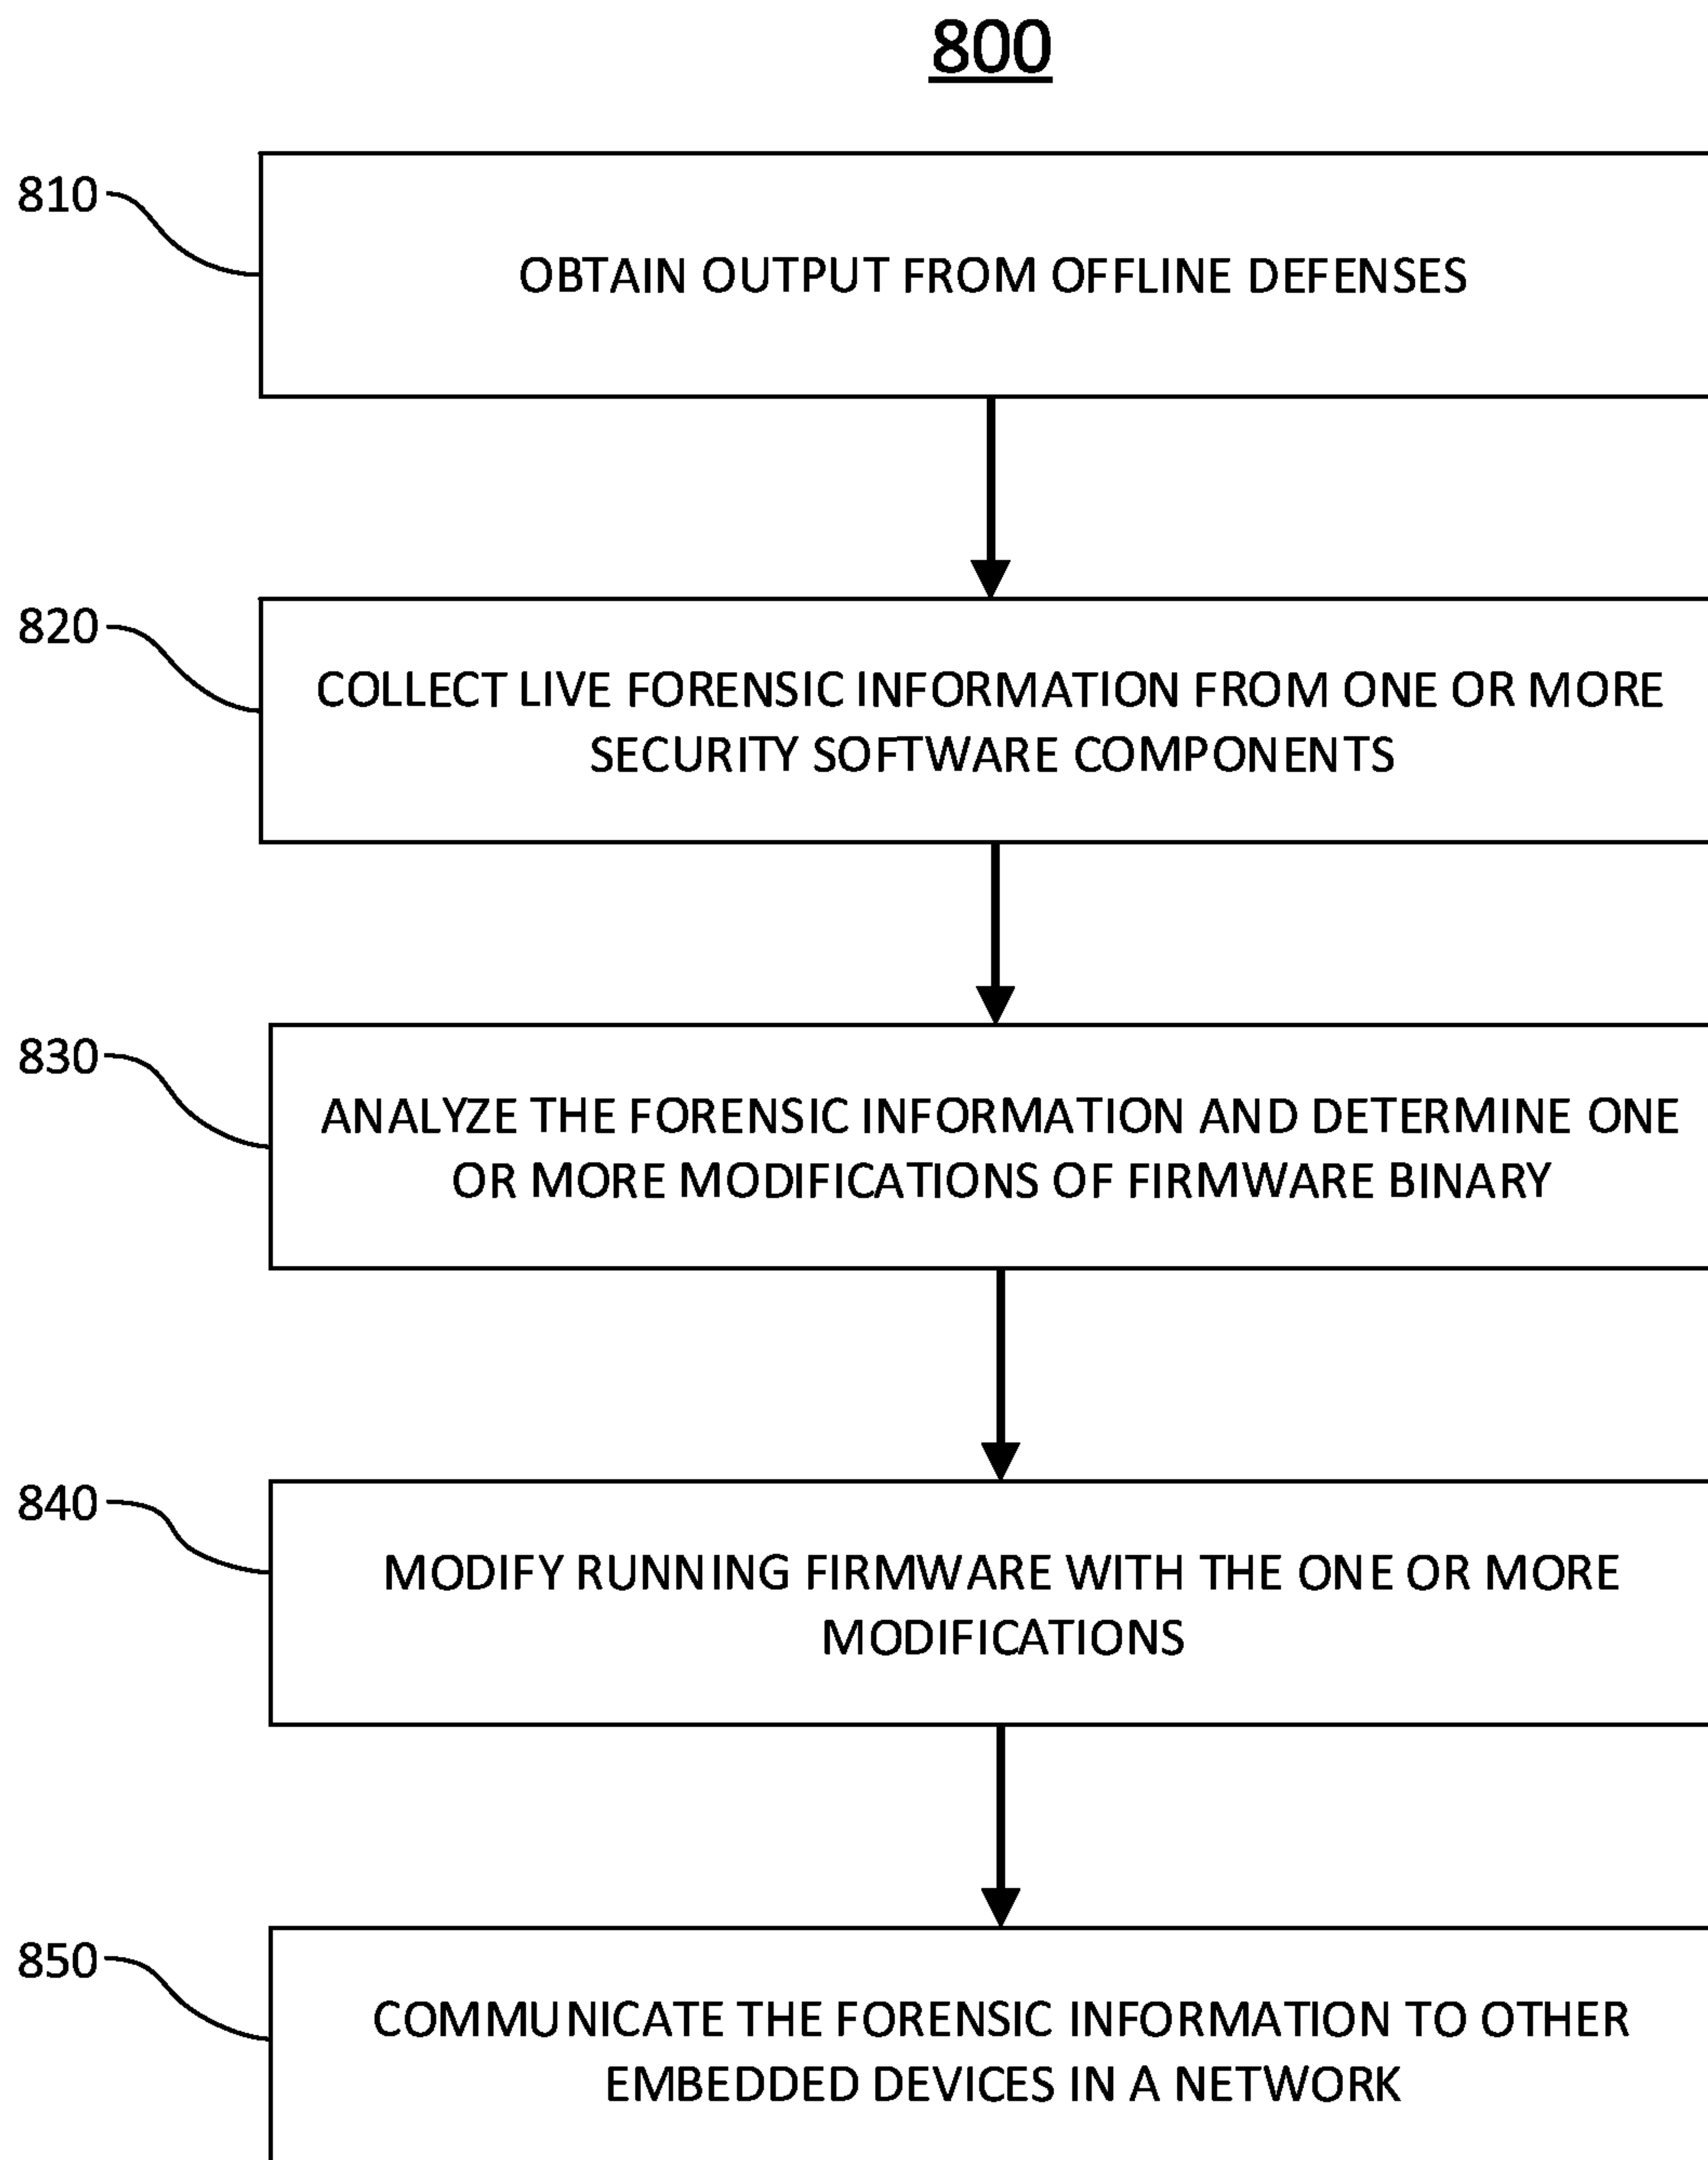 800
810
OBTAIN OUTPUT FROM OFFLINE DEFENSES
820
COLLECT LIVE FORENSIC INFORMATION FROM ONE OR MORE
SECURITY SOFTWARE COMPONENTS
830
ANALYZE THE FORENSIC INFORMATION AND DETERMINE ONE
OR MORE MODIFICATIONS OF FIRMWARE BINARY
840
MODIFY RUNNING FIRMWARE WITH THE ONE OR MORE
MODIFICATIONS
850
COMMUNICATE THE FORENSIC INFORMATION TO OTHER
EMBEDDED DEVICES IN A NETWORK